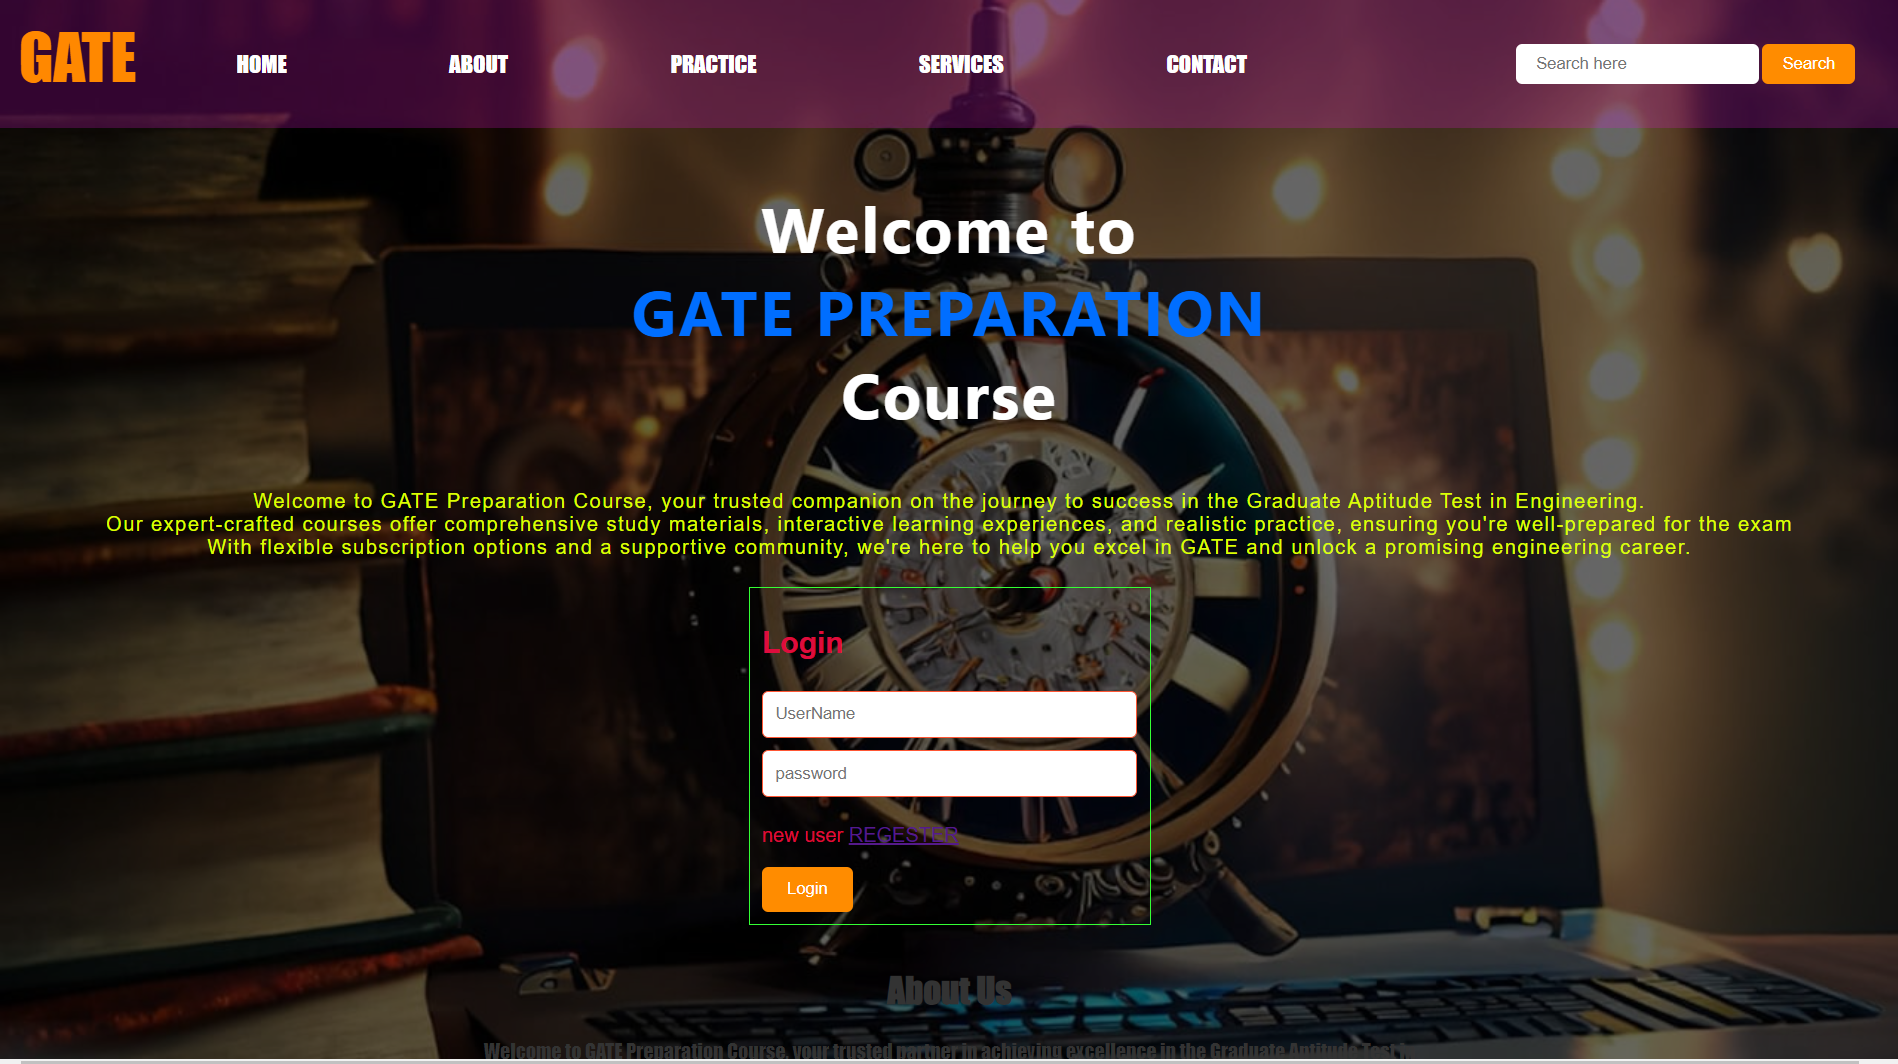 GATE
HOME
ABOUT
PRACTICE
SERVICES
CONTACT
Search here
Search
Welcome to
GATE PREPARATION
Course
Welcome to GATE Preparation Course, your trusted companion on the journey to success in the Graduate Aptitude Test in Engineering.
Our expert-crafted courses offer comprehensive study materials, interactive learning experiences, and realistic practice, ensuring you're well-prepared for the exam
With flexible subscription options and a supportive community, we're here to help you excel in GATE and unlock a promising engineering career.
Login
UserName
password
new user REGESTER
Login
About Us
Welcome to GATE Preparation Course, your trusted partner in achieving excellence in the Graduate Aptitude Test